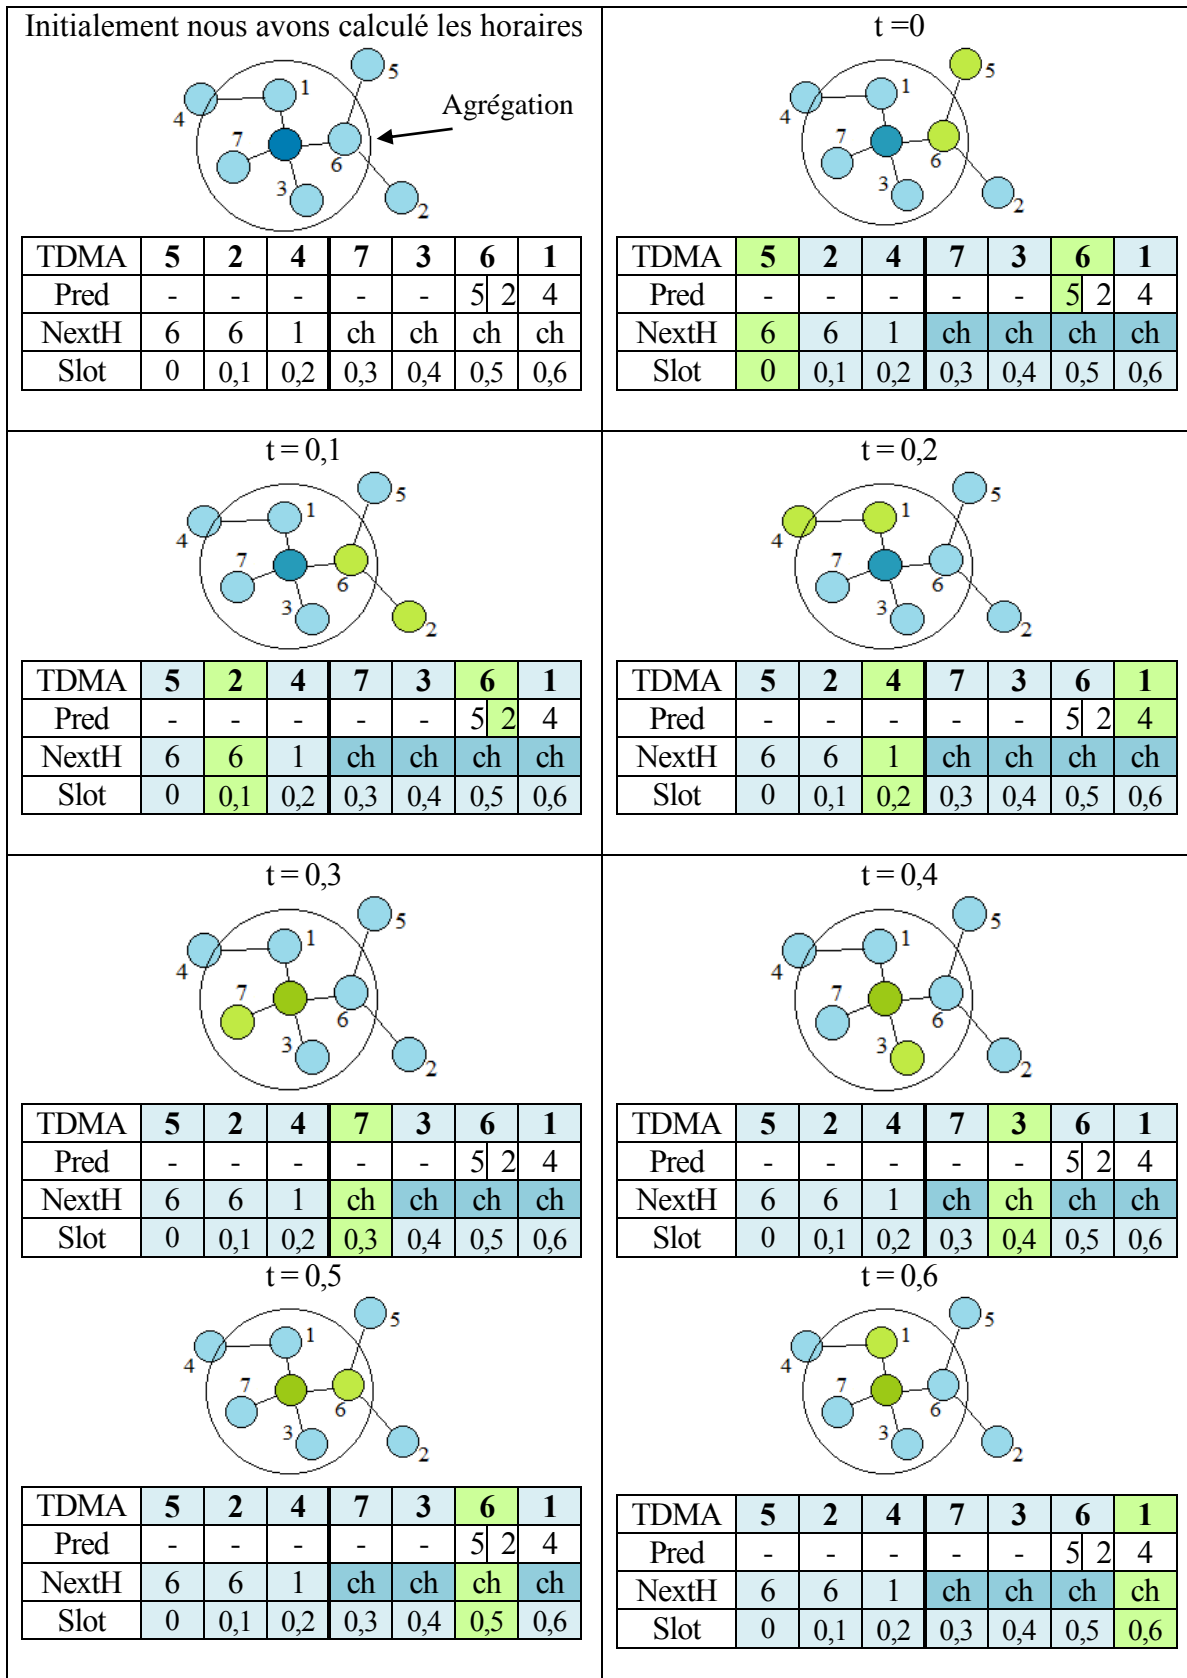 Initialement nous avons calculé les horaires
5
1
Agrégation
4
7
6
3
2
TDMA 5 2 4 7 3 6 1
Pred - - - - - 5 2 4
NextH 6 6 1 ch ch ch ch
Slot 0 0,1 0,2 0,3 0,4 0,5 0,6
t =0
5
1
4
7
6
3
2
TDMA 5 2 4 7 3 6 1
Pred - - - - - 5 2 4
NextH 6 6 1 ch ch ch ch
Slot 0 0,1 0,2 0,3 0,4 0,5 0,6
t = 0,1
5
1
4
7
6
3
2
TDMA 5 2 4 7 3 6 1
Pred - - - - - 5 2 4
NextH 6 6 1 ch ch ch ch
Slot 0 0,1 0,2 0,3 0,4 0,5 0,6
t = 0,2
5
1
4
7
6
3
2
TDMA 5 2 4 7 3 6 1
Pred - - - - - 5 2 4
NextH 6 6 1 ch ch ch ch
Slot 0 0,1 0,2 0,3 0,4 0,5 0,6
t = 0,3
5
1
4
7
6
3
2
TDMA 5 2 4 7 3 6 1
Pred - - - - - 5 2 4
NextH 6 6 1 ch ch ch ch
Slot 0 0,1 0,2 0,3 0,4 0,5 0,6
t = 0,4
5
1
4
7
6
3
2
TDMA 5 2 4 7 3 6 1
Pred - - - - - 5 2 4
NextH 6 6 1 ch ch ch ch
Slot 0 0,1 0,2 0,3 0,4 0,5 0,6
t = 0,5
5
1
4
7
6
3
2
TDMA 5 2 4 7 3 6 1
Pred - - - - - 5 2 4
NextH 6 6 1 ch ch ch ch
Slot 0 0,1 0,2 0,3 0,4 0,5 0,6
t = 0,6
5
1
4
7
6
3
2
TDMA 5 2 4 7 3 6 1
Pred - - - - - 5 2 4
NextH 6 6 1 ch ch ch ch
Slot 0 0,1 0,2 0,3 0,4 0,5 0,6